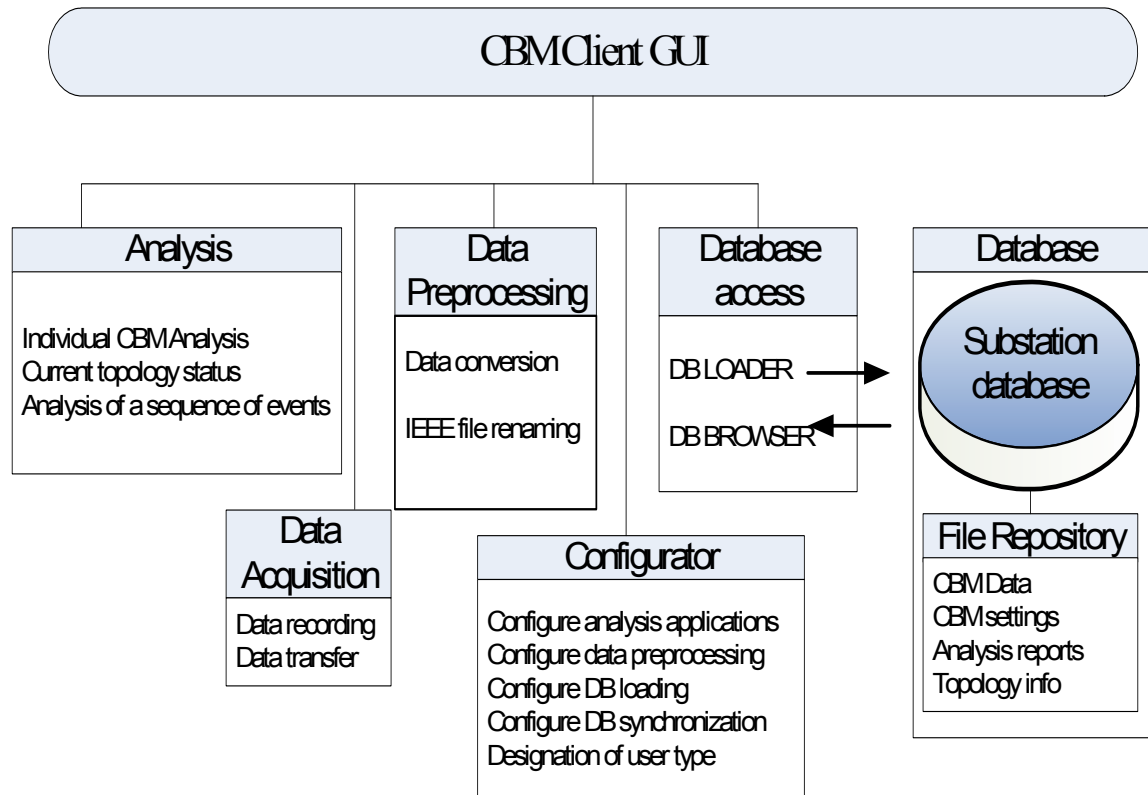 CBM Client GUI
Analysis
Individual CBM Analysis
Current topology status
Analysis of a sequence of events
Data
Acquisition
Data recording
Data transfer
Data
Preprocessing
Data conversion
IEEE file renaming
Configurator
Configure analysis applications
Configure data preprocessing
Configure DB loading
Configure DB synchronization
Designation of user type
Database
access
DB LOADER
DB BROWSER
Database
Substation
database
File Repository
CBM Data
CBM settings
Analysis reports
Topology info